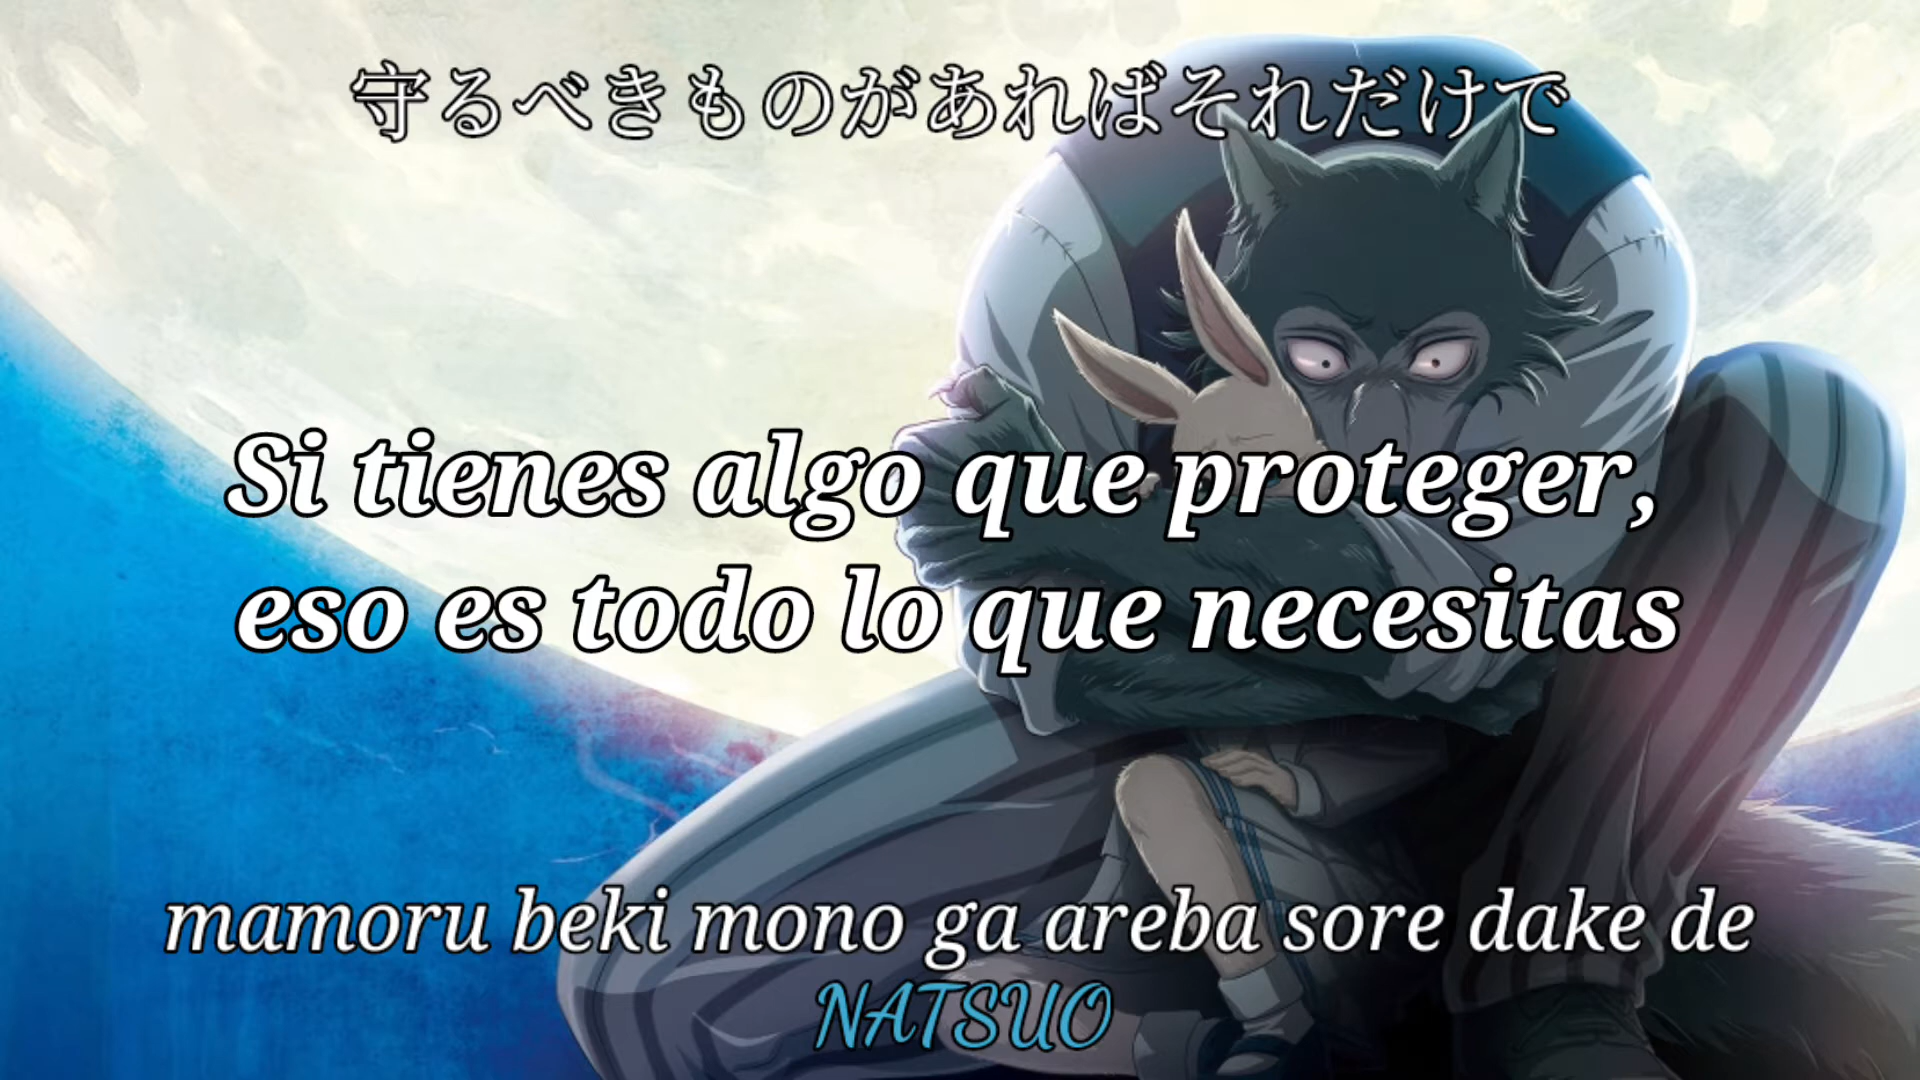 守るべきものがあればそれだけで
Si tienes algo que proteger,
eso es todo lo que necesitas
mamoru beki mono ga areba sore dake de
NATSUO